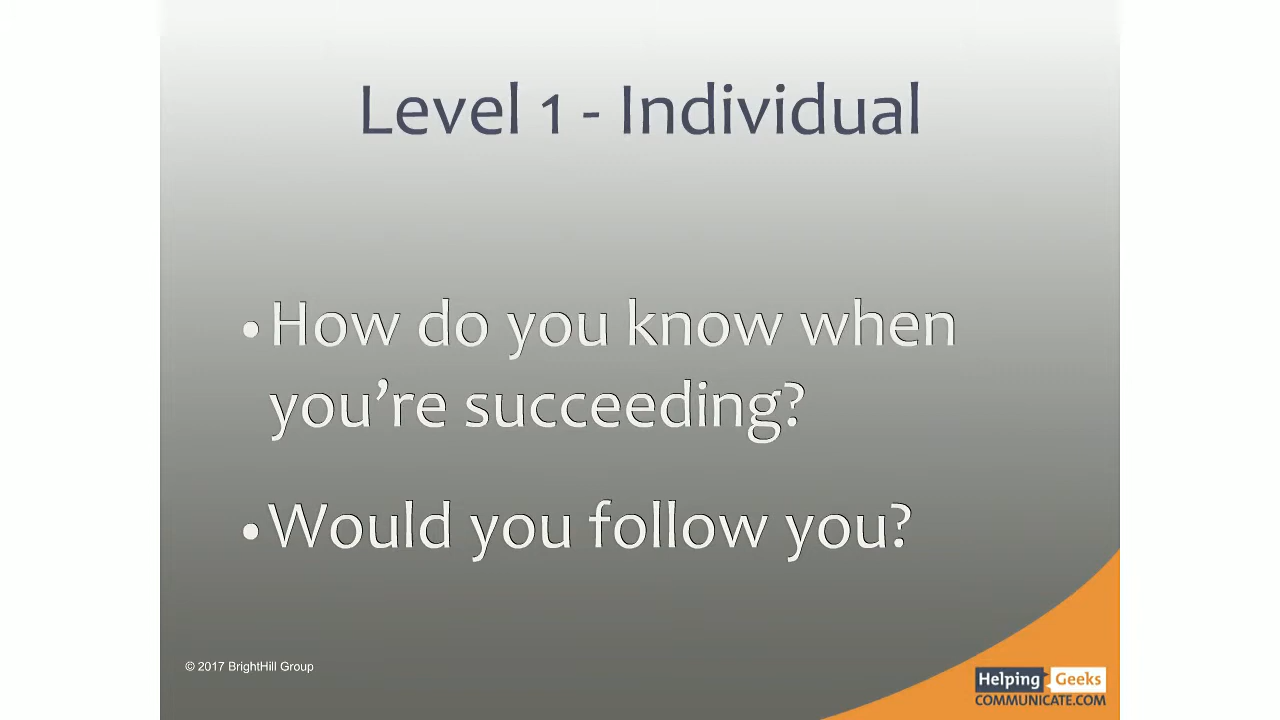 Level 1 - Individual
•How do you know when
you’re succeeding?
•Would you follow you?
© 2017 BrightHill Group
Helping Geeks
COMMUNICATE.COM